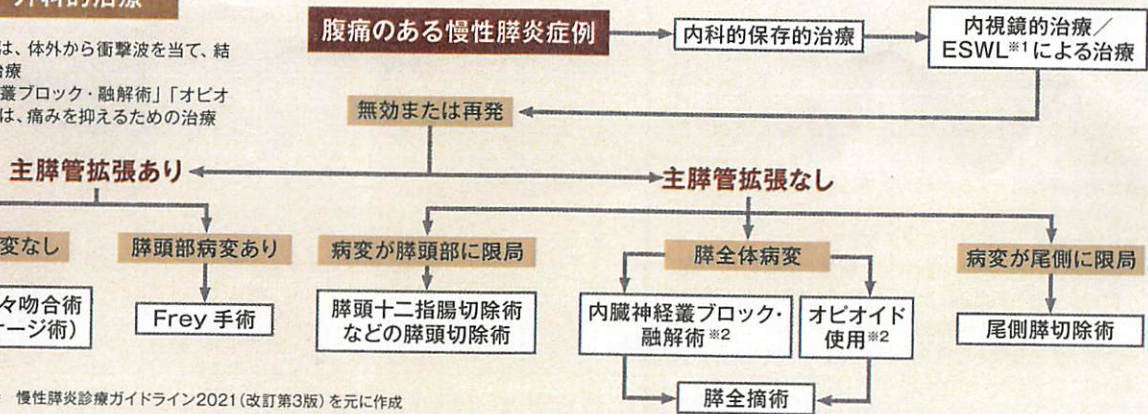 外科的治療
は、体外から衝撃波を当て、結
治療
叢ブロック・融解術」「オピオ
は、痛みを抑えるための治療
腹痛のある慢性膵炎症例
内科的保存的治療
内視鏡的治療／
ESWL※1による治療
無効または再発
主膵管拡張あり
主膵管拡張なし
変なし
膵頭部病変あり
病変が膵頭部に限局
膵全体病変
病変が尾側に限局
々吻合術
ージ術）
Frey 手術
膵頭十二指腸切除術
などの膵頭切除術
内臓神経叢ブロック・
融解術※2
オピオイド
使用※2
尾側膵切除術
膵全摘術
慢性膵炎診療ガイドライン2021（改訂第3版）を元に作成